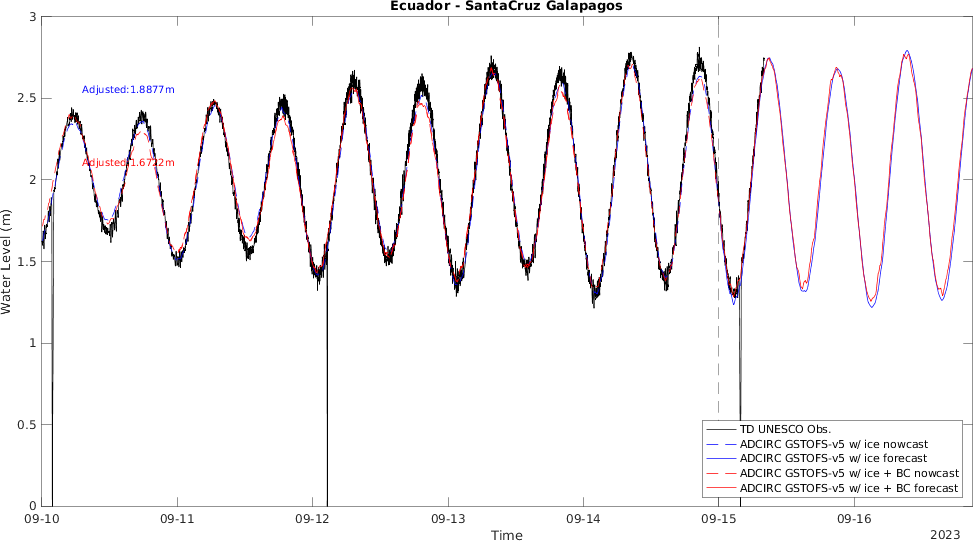 Ecuador - SantaCruz Galapagos
3
2.5
2
1.5
1
0.5
0
Water Level (m)
Adjusted:1.8877m
Adjusted:1.6722m
TD UNESCO Obs.
ADCIRC GSTOFS-v5 w/ ice nowcast
ADCIRC GSTOFS-v5 w/ ice forecast
ADCIRC GSTOFS-v5 w/ ice + BC nowcast
ADCIRC GSTOFS-v5 w/ ice + BC forecast
09-10 09-11 09-12 09-13 09-14 09-15 09-16
Time
2023